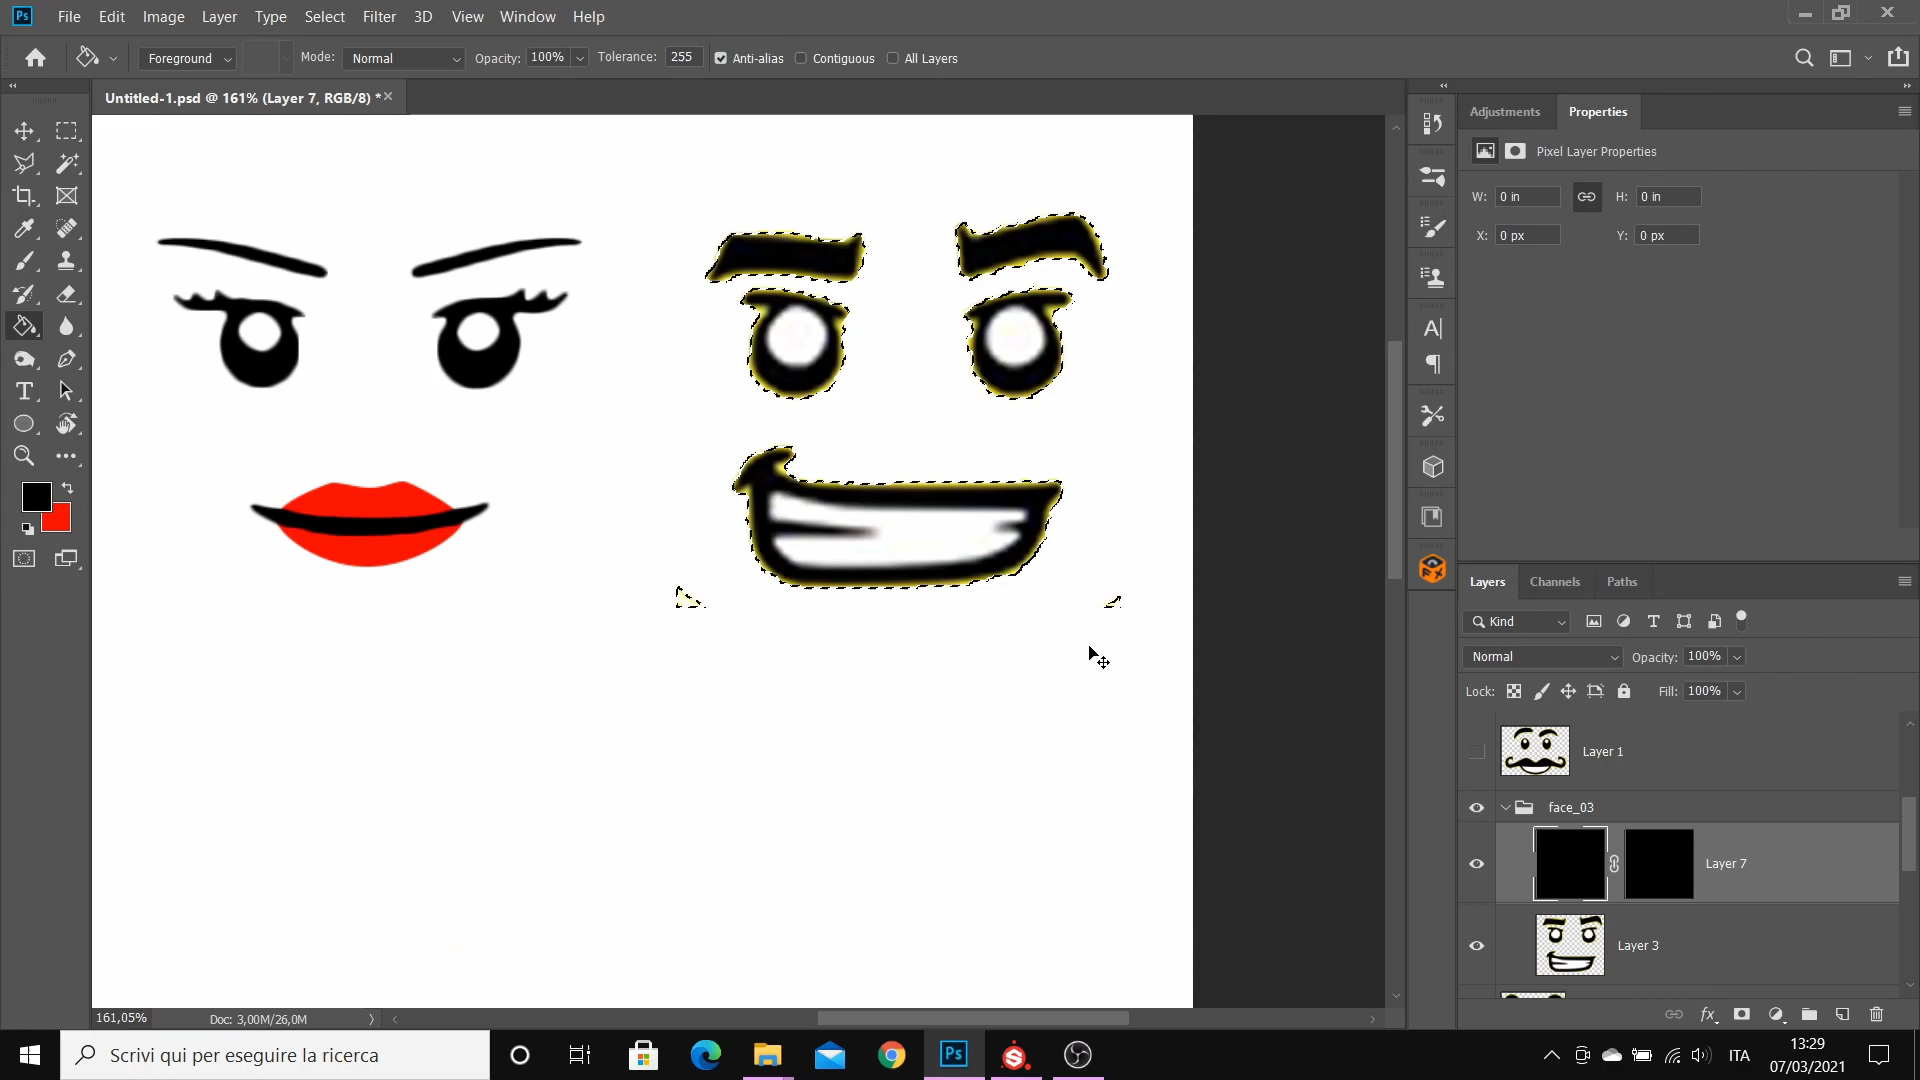 Ps File Edit Image Layer Type Select Filter 3D View Window Help
Foreground Mode: Normal Opacity: 100% Tolerance: 255 Anti-alias Contiguous All Layers
Untitled-1.psd @ 161% (Layer 7, RGB/8) *
Adjustments Properties
Pixel Layer Properties
W: 0 in H: 0 in
X: 0 px Y: 0 px
Layers Channels Paths
Kind
Normal Opacity: 100%
Lock: Fill: 100%
Layer 1
face_03
Layer 7
Layer 3
fx
161,05% Doc: 3,00M/26,0M
Scrivi qui per eseguire la ricerca
Ps
ITA
13:29
07/03/2021